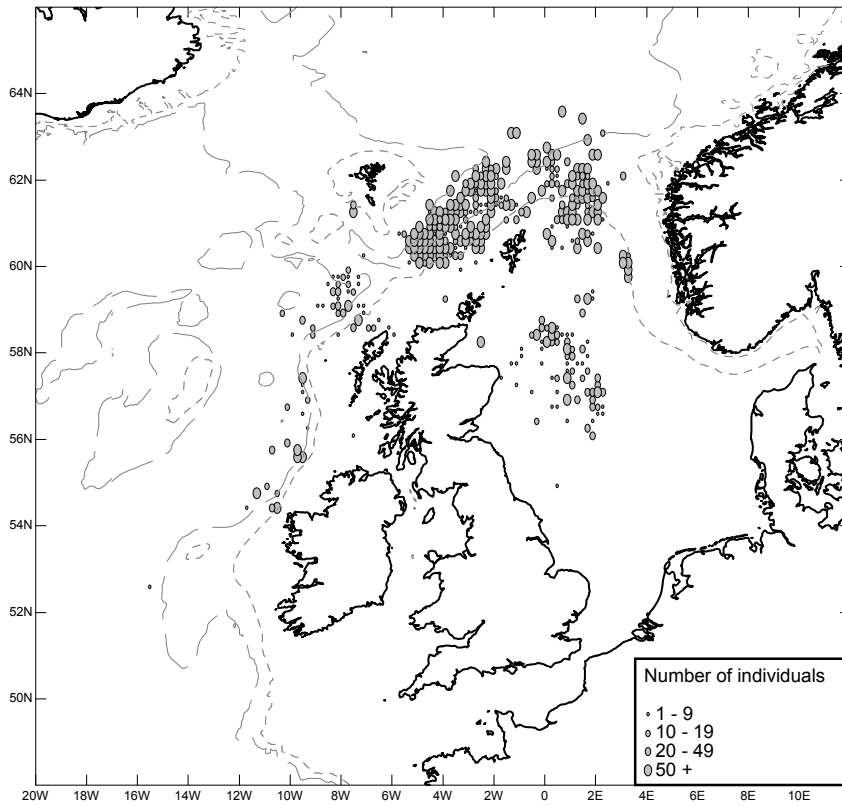 64N
62N
60N
58N
56N
54N
52N
50N
Number of individuals
1 - 9
10 - 19
20 - 49
50 +
20W 18W 16W 14W 12W 10W 8W 6W 4W 2W 0 2E 4E 6E 8E 10E